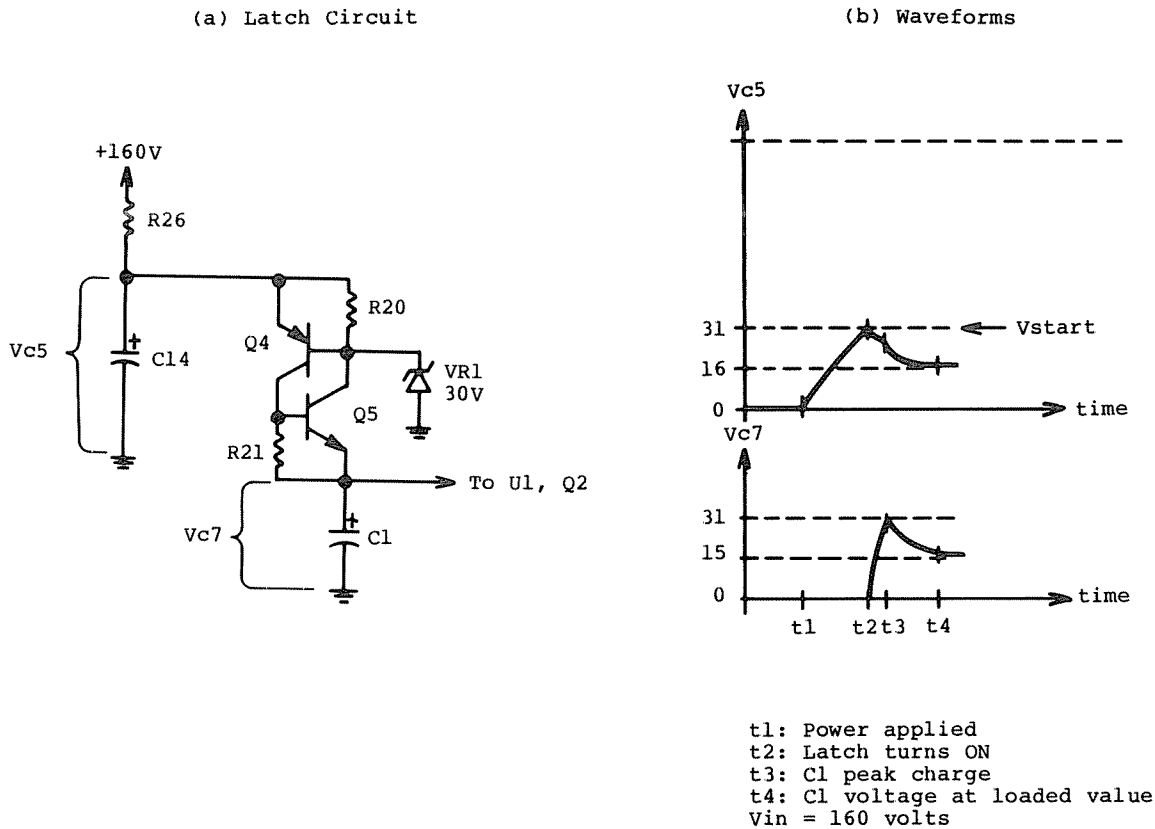 (a) Latch Circuit
+160V
R26
R20
Vc5
C14
Q4
VR1
30V
Q5
R21
To U1, Q2
Vc7
C1
(b) Waveforms
Vc5
31
Vstart
16
0
time
Vc7
31
15
0
time
t1 t2 t3 t4
t1: Power applied
t2: Latch turns ON
t3: C1 peak charge
t4: C1 voltage at loaded value
Vin = 160 volts